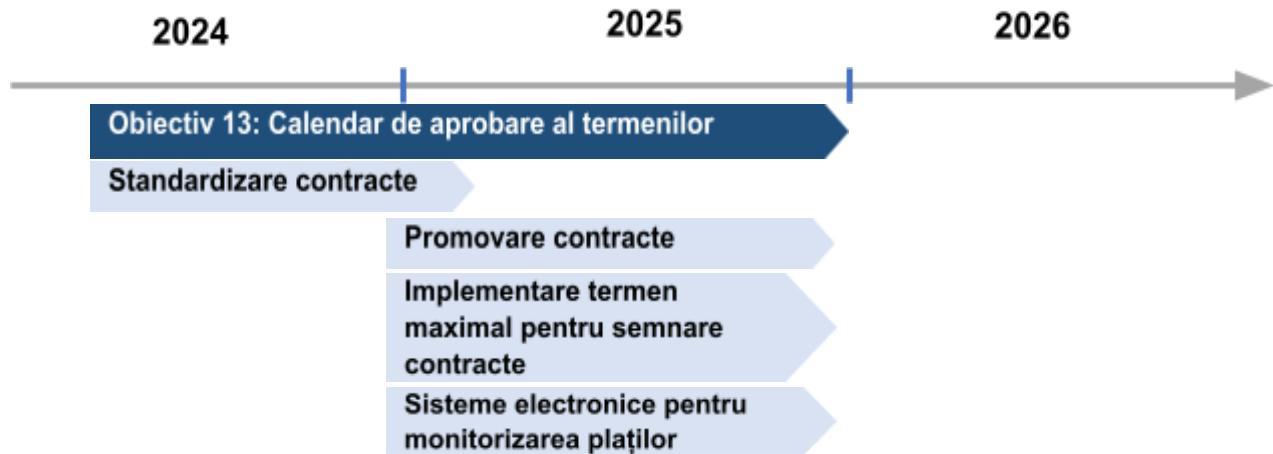 2024 2025 2026
Obiectiv 13: Calendar de aprobare al termenilor
Standardizare contracte
Promovare contracte
Implementare termen
maximal pentru semnare
contracte
Sisteme electronice pentru
monitorizarea plaților